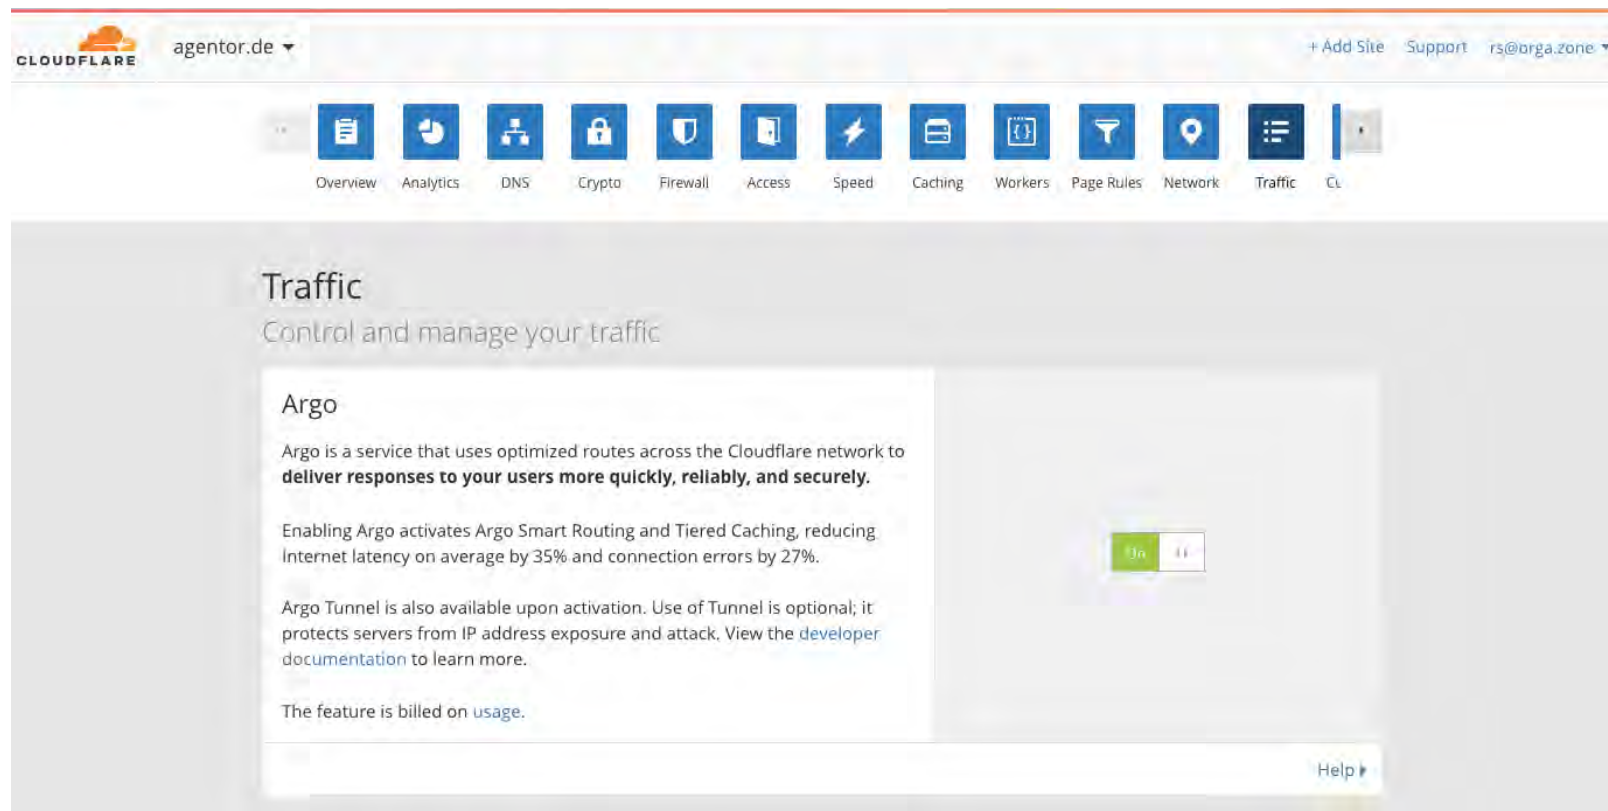 CLOUDFLARE
agentor.de
+ Add Site Support rs@orga.zone
Overview Analytics DNS Crypto Firewall Access Speed Caching Workers Page Rules Network Traffic
Traffic
Control and manage your traffic
Argo
Argo is a service that uses optimized routes across the Cloudflare network to
deliver responses to your users more quickly, reliably, and securely.
Enabling Argo activates Argo Smart Routing and Tiered Caching, reducing
Internet latency on average by 35% and connection errors by 27%.
Argo Tunnel is also available upon activation. Use of Tunnel is optional; it
protects servers from IP address exposure and attack. View the developer
documentation to learn more.
The feature is billed on usage.
On
Help